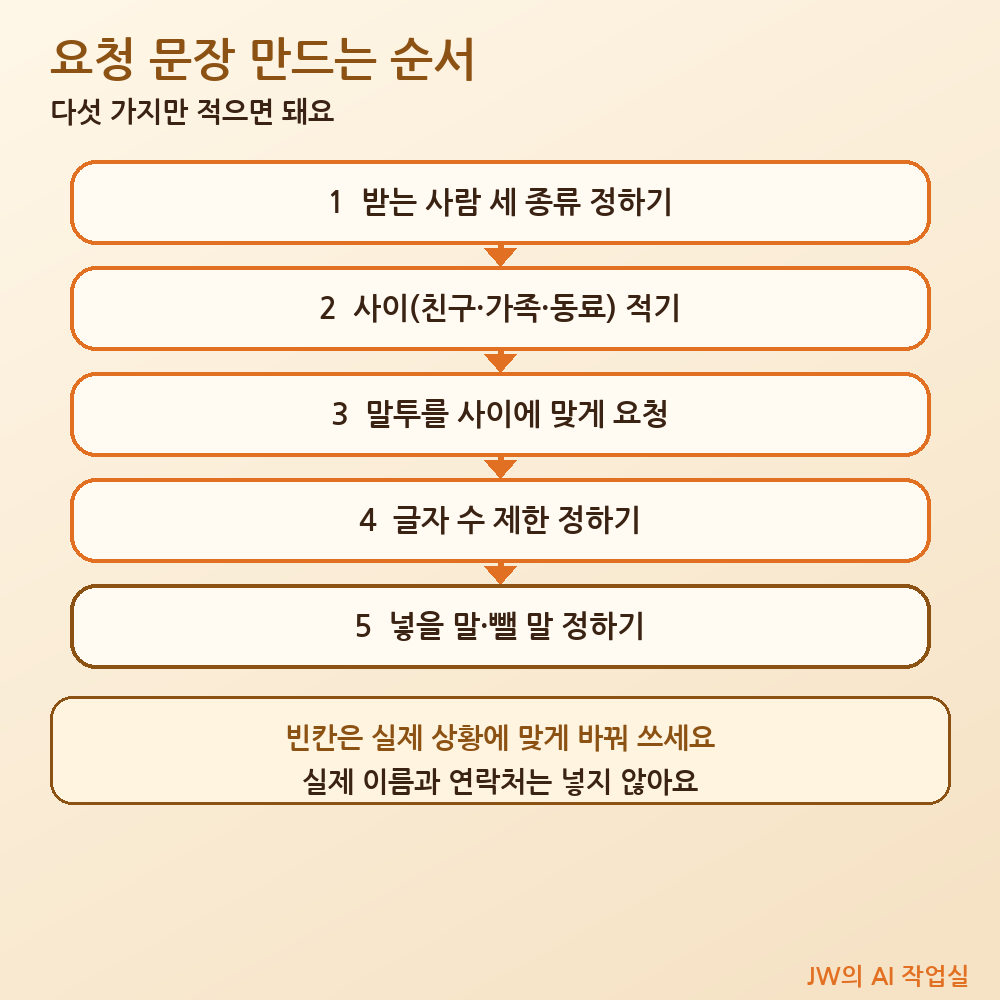 요청 문장 만드는 순서
다섯 가지만 적으면 돼요
1 받는 사람 세 종류 정하기
2 사이(친구·가족·동료) 적기
3 말투를 사이에 맞게 요청
4 글자 수 제한 정하기
5 넣을 말·뺄 말 정하기
빈칸은 실제 상황에 맞게 바꿔 쓰세요
실제 이름과 연락처는 넣지 않아요
JW의 AI 작업실